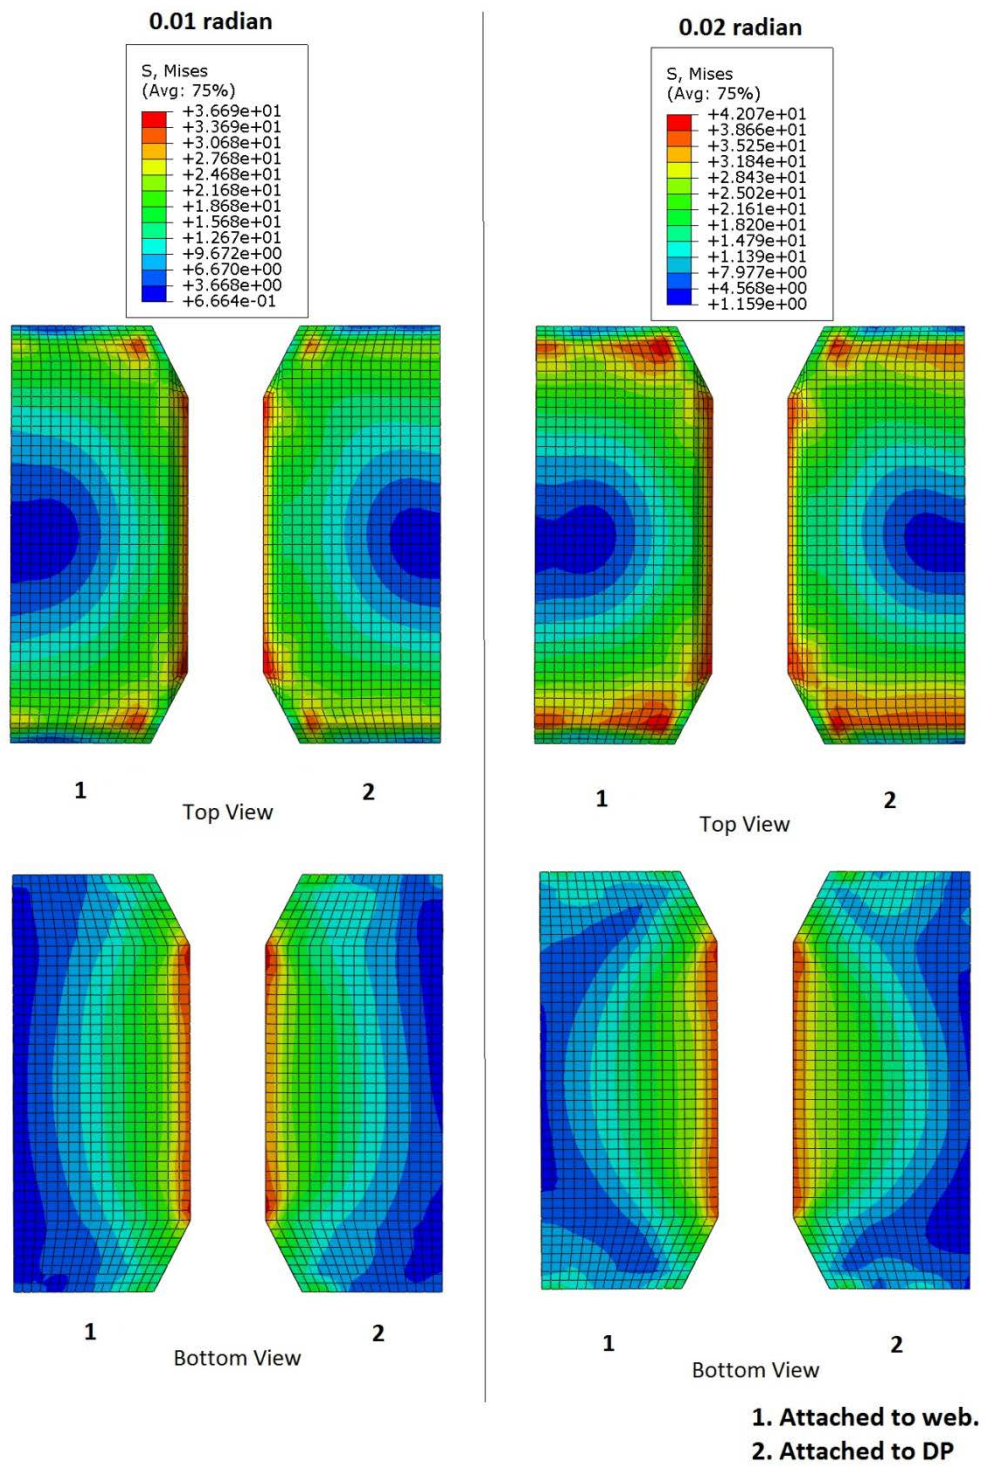 0.01 radian
S, Mises
(Avg: 75%)
+3.669e+01
+3.369e+01
+3.068e+01
+2.768e+01
+2.468e+01
+2.168e+01
+1.868e+01
+1.568e+01
+1.267e+01
+9.672e+00
+6.670e+00
+3.668e+00
+6.664e-01
1
2
Top View
1
2
Bottom View
0.02 radian
S, Mises
(Avg: 75%)
+4.207e+01
+3.866e+01
+3.525e+01
+3.184e+01
+2.843e+01
+2.502e+01
+2.161e+01
+1.820e+01
+1.479e+01
+1.139e+01
+7.977e+00
+4.568e+00
+1.159e+00
1
2
Top View
1
2
Bottom View
1. Attached to web.
2. Attached to DP